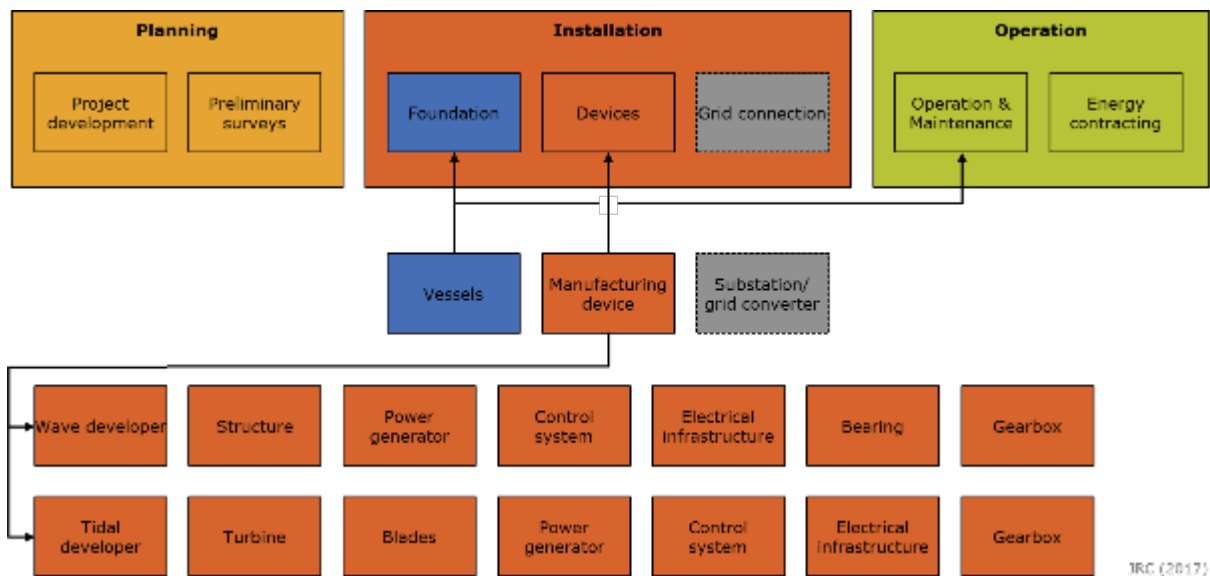 Planning
Installation
Operation
Project
development
Preliminary
surveys
Foundation
Devices
Grid connection
Operation &
Maintenance
Energy
contracting
Vessels
Manufacturing
device
Substation/
grid converter
Wave developer
Structure
Power
generator
Control
system
Electrical
infrastructure
Bearing
Gearbox
Tidal
developer
Turbine
Blades
Power
generator
Control
system
Electrical
infrastructure
Gearbox
JRC (2017)